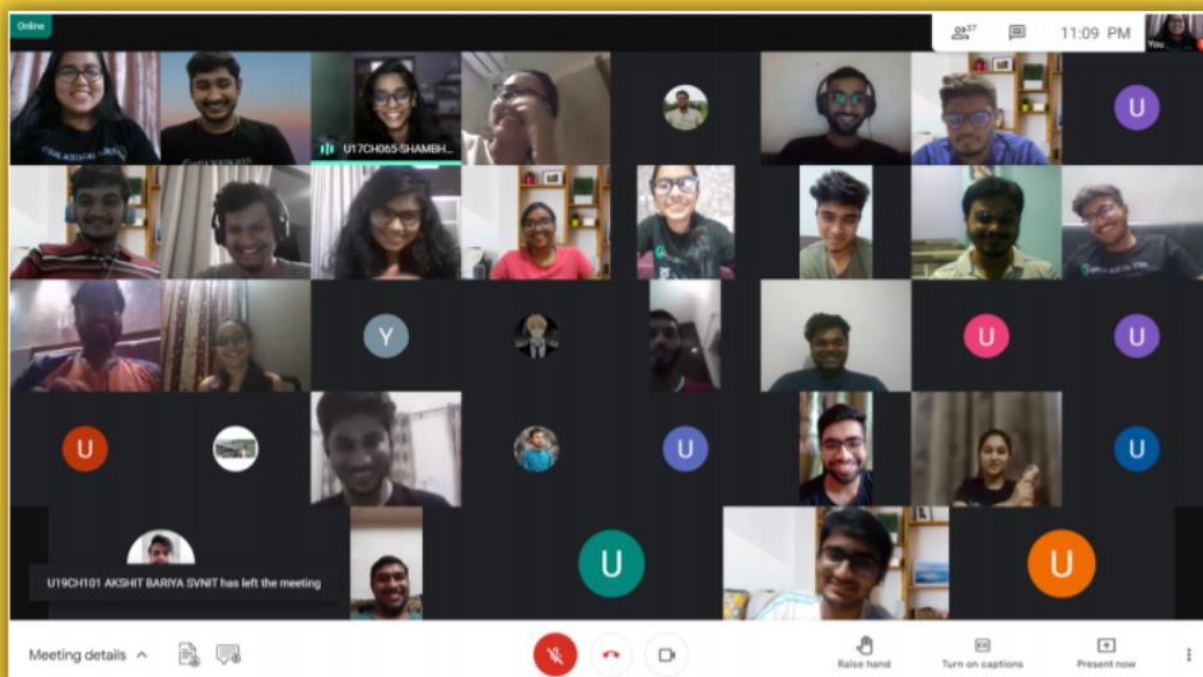 Online
37
11:09 PM
You
U17CH065-SHAMBH...
U
Y
U
U
U
U
U
U19CH101 AKSHIT BARIYA SVNIT has left the meeting
U
U
Meeting details
Raise hand
Turn on captions
Present now